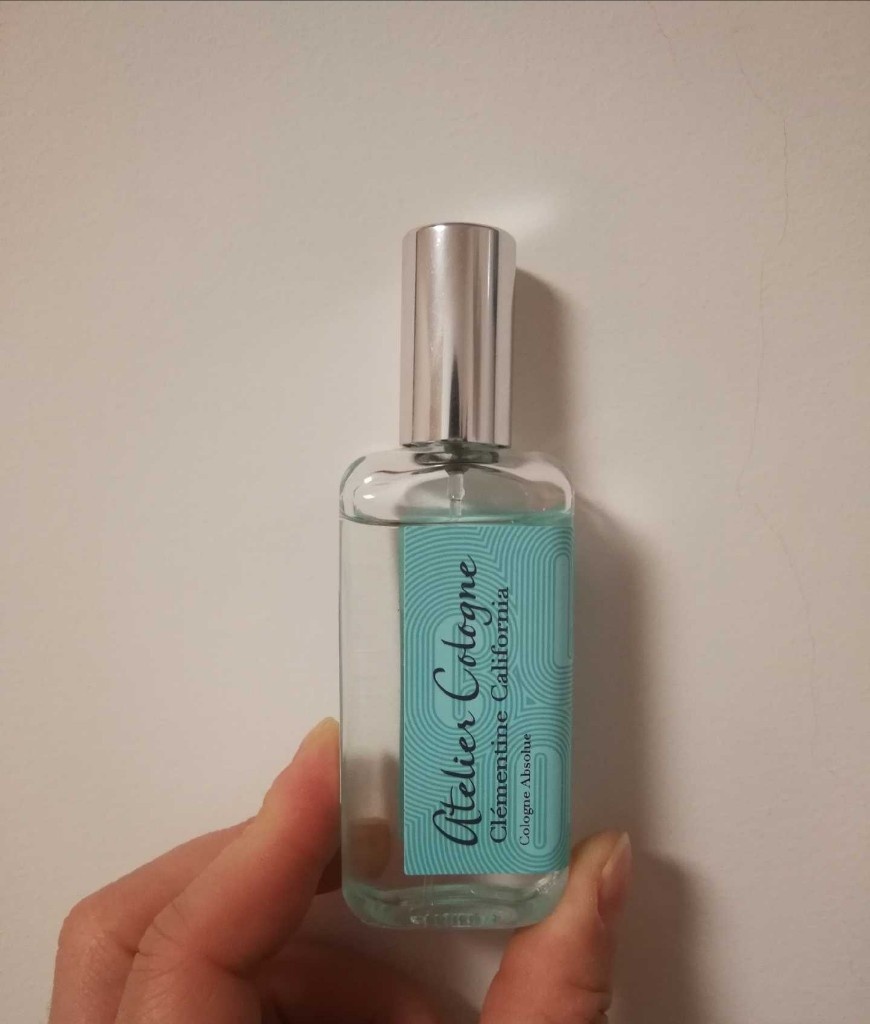 Atelier Cologne
Clémentine California
Cologne Absolue